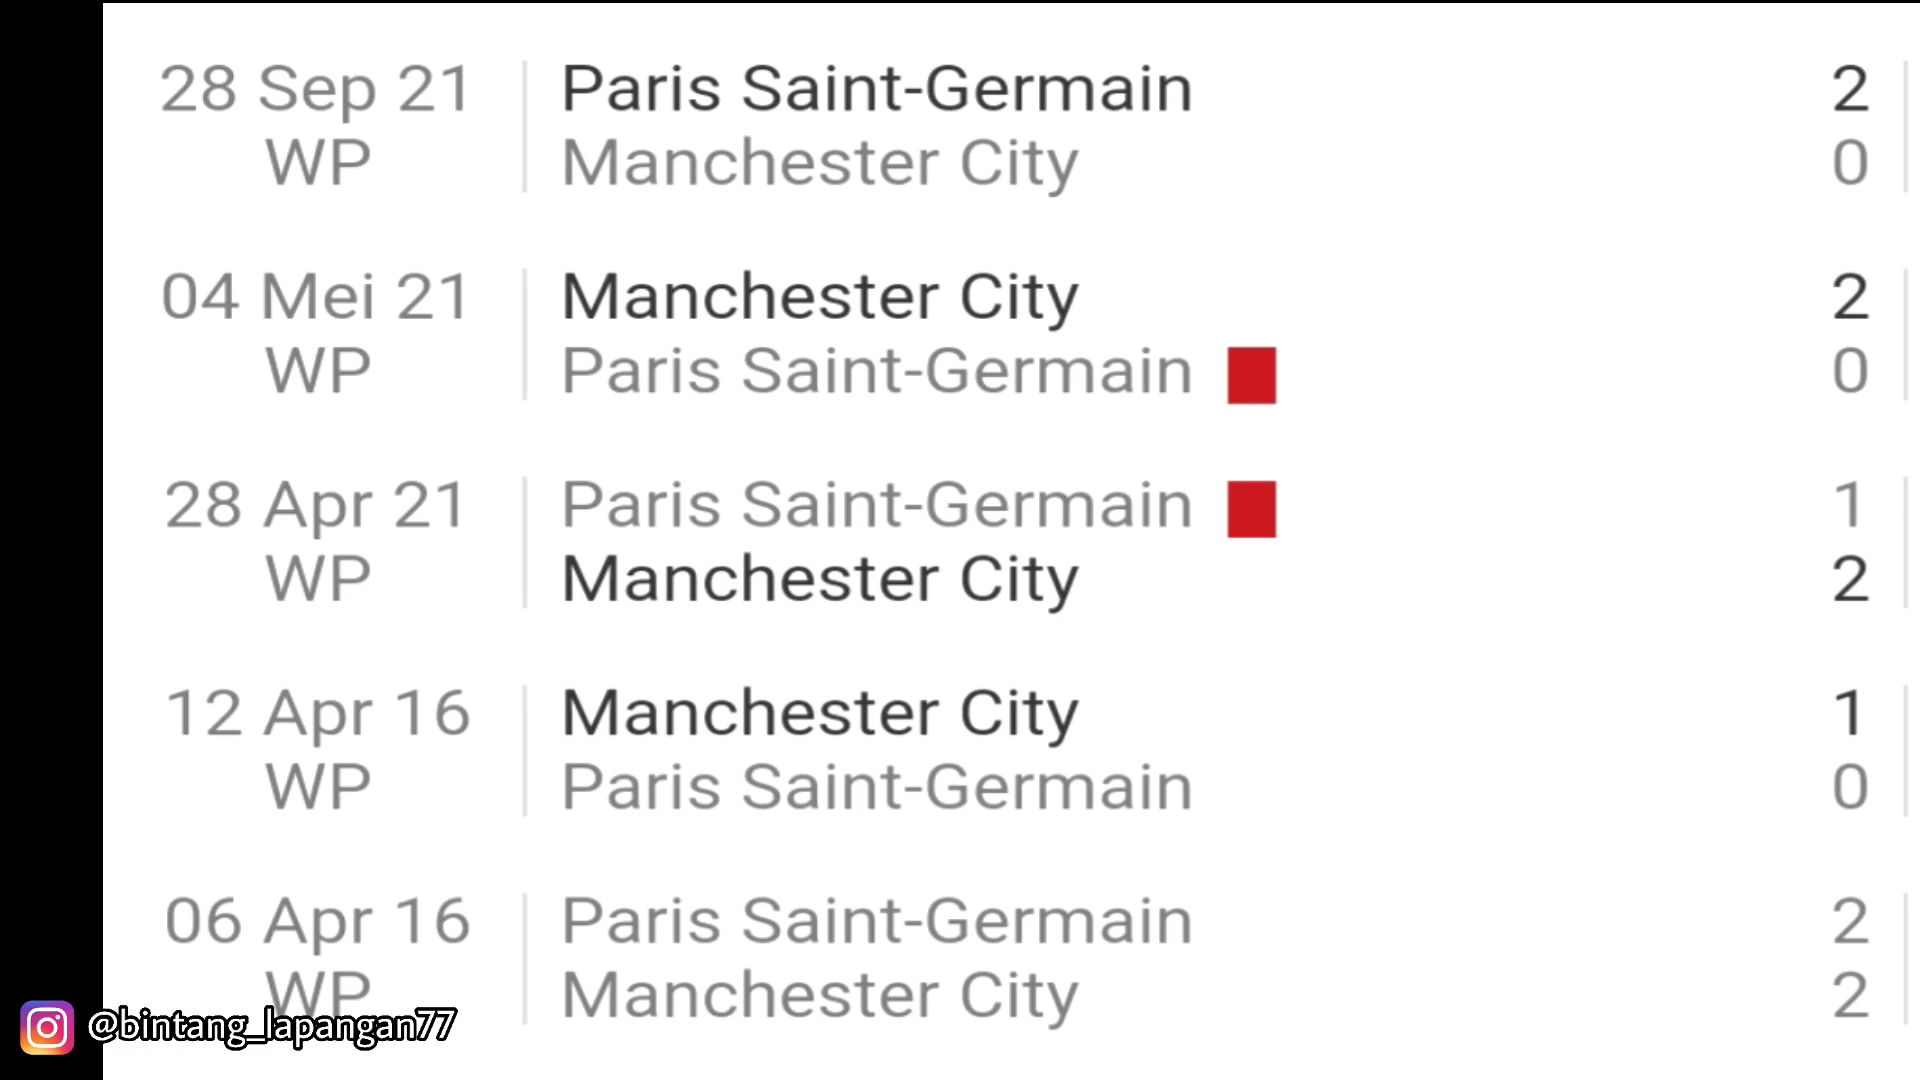 28 Sep 21 Paris Saint-Germain 2
WP Manchester City 0
04 Mei 21 Manchester City 2
WP Paris Saint-Germain 0
28 Apr 21 Paris Saint-Germain 1
WP Manchester City 2
12 Apr 16 Manchester City 1
WP Paris Saint-Germain 0
06 Apr 16 Paris Saint-Germain 2
WP Manchester City 2
@bintang_lapangan77